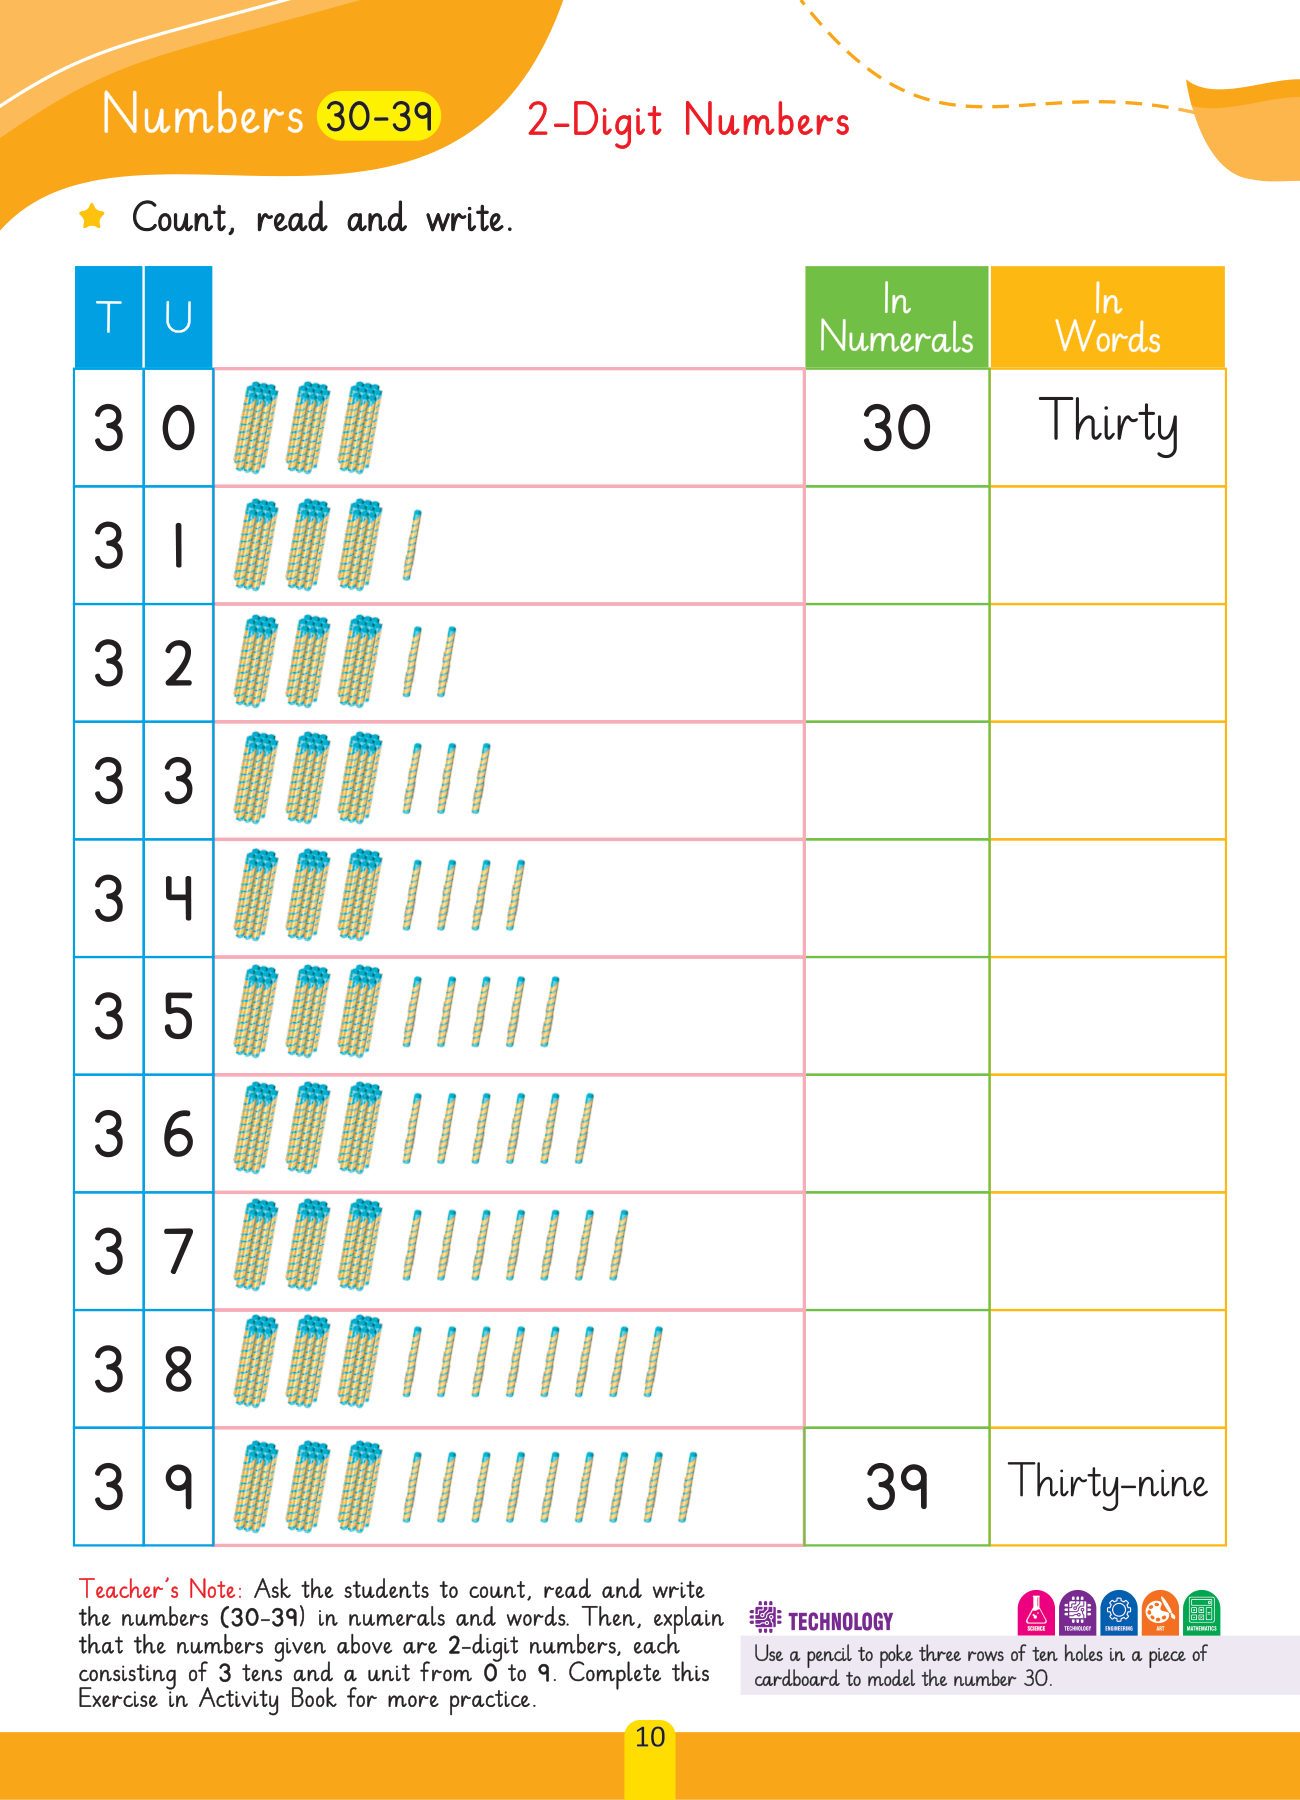 Numbers 30-39
2-Digit Numbers
Count, read and write.
T U In Numerals In Words
3 0 30 Thirty
3 1
3 2
3 3
3 4
3 5
3 6
3 7
3 8
3 9 39 Thirty-nine
Teacher's Note: Ask the students to count, read and write
the numbers (30-39) in numerals and words. Then, explain
that the numbers given above are 2-digit numbers, each
consisting of 3 tens and a unit from 0 to 9. Complete this
Exercise in Activity Book for more practice.
TECHNOLOGY
SCIENCE TECHNOLOGY ENGINEERING ART MATHEMATICS
Use a pencil to poke three rows of ten holes in a piece of
cardboard to model the number 30.
10